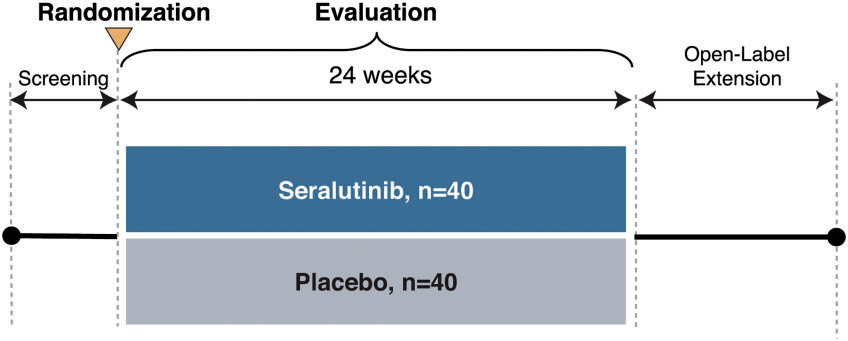 Randomization
Evaluation
Screening
24 weeks
Open-Label
Extension
Seralutinib, n=40
Placebo, n=40